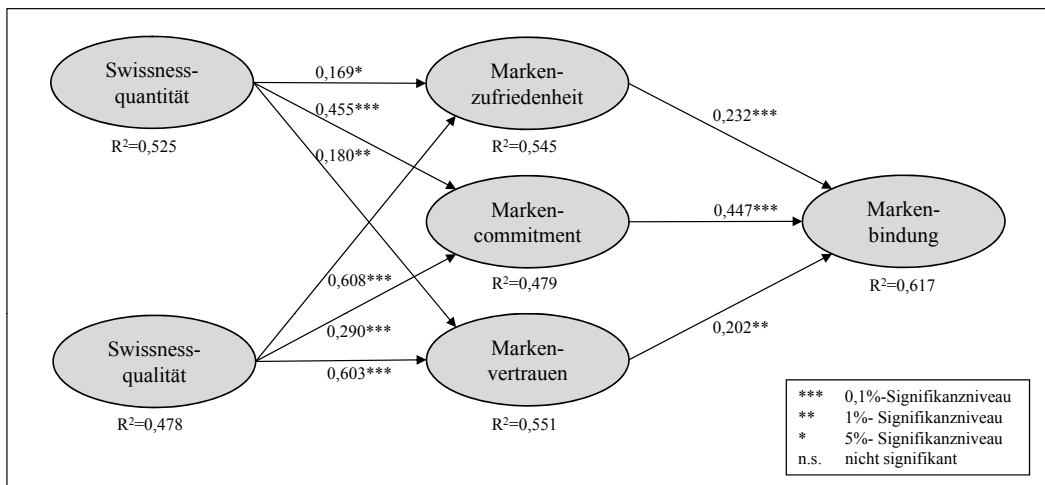 Swissness-
quantität
R²=0,525
0,169*
0,455***
0,180**
Marken-
zufriedenheit
R²=0,545
0,232***
Marken-
commitment
R²=0,479
0,447***
Marken-
bindung
R²=0,617
0,608***
0,290***
0,603***
Swissness-
qualität
R²=0,478
Marken-
vertrauen
R²=0,551
0,202**
*** 0,1%-Signifikanzniveau
** 1%- Signifikanzniveau
* 5%- Signifikanzniveau
n.s. nicht signifikant